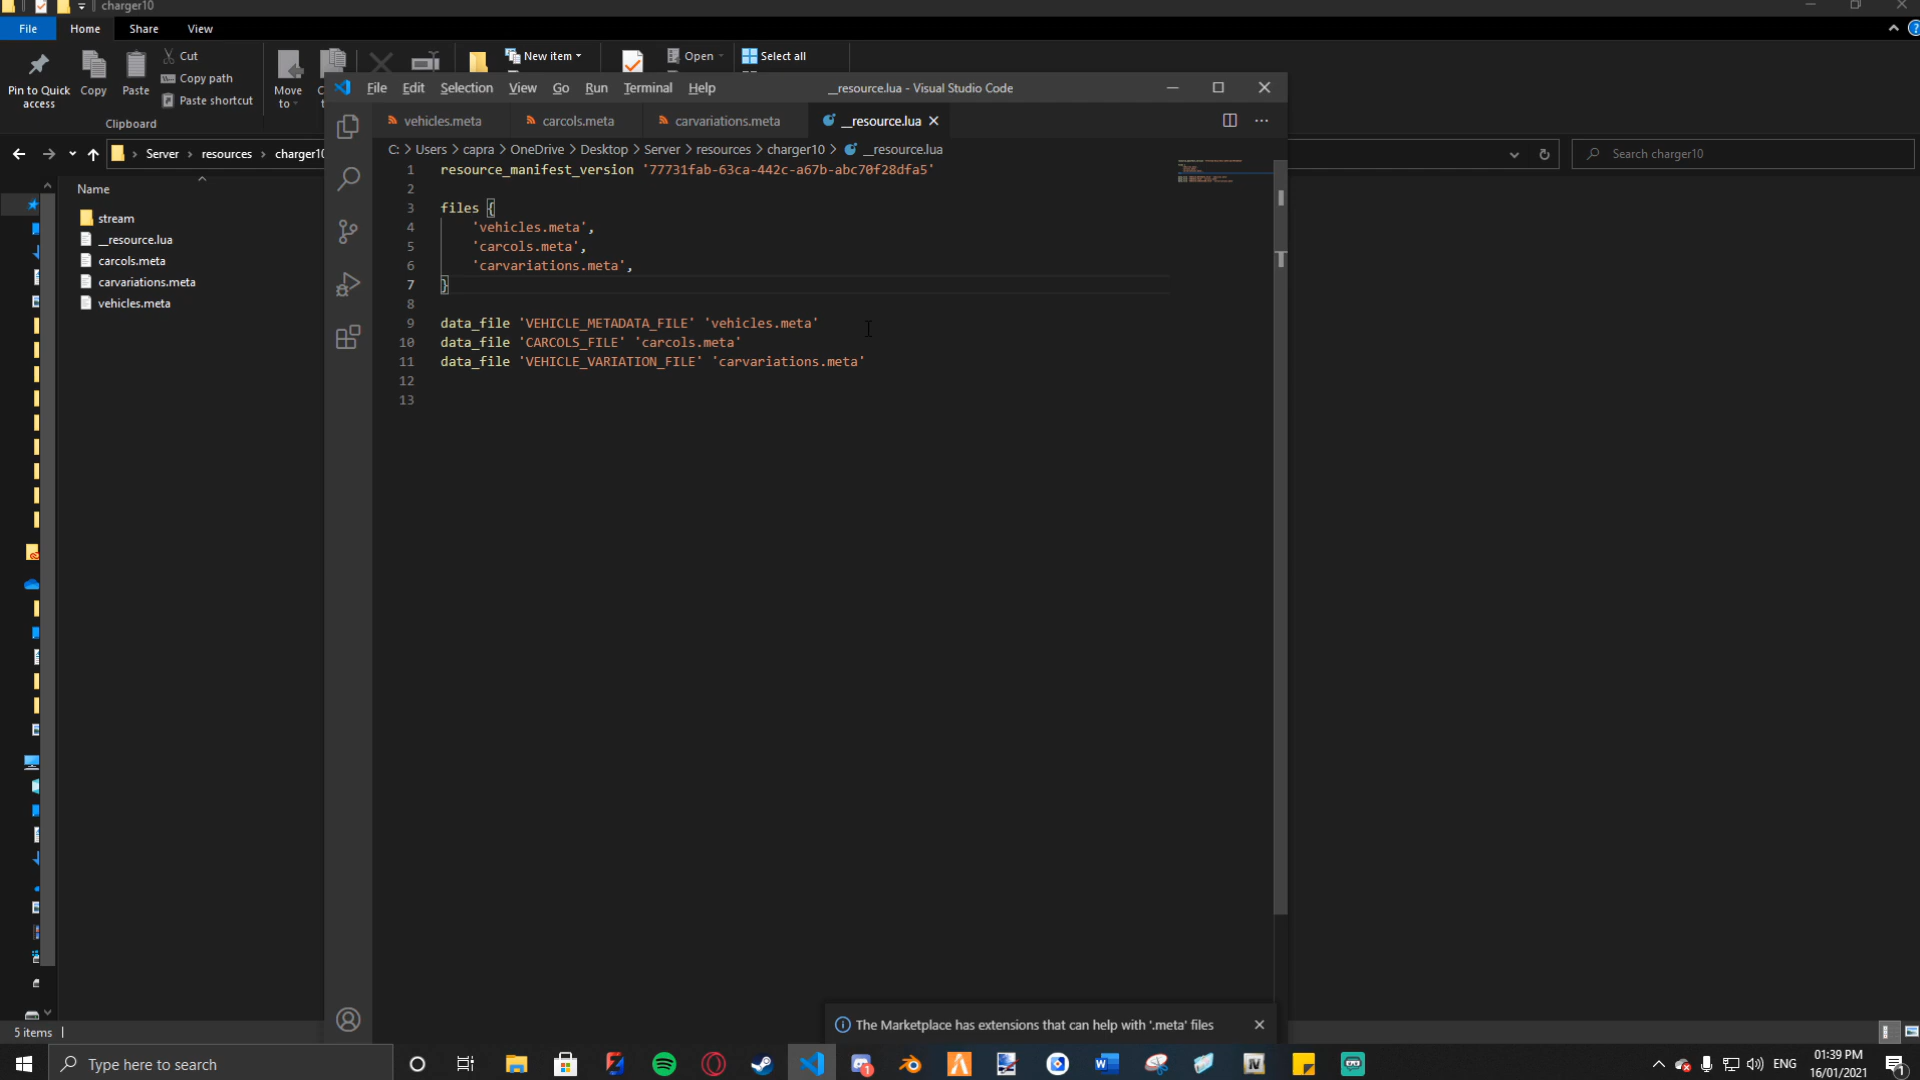 charger10
File Home Share View
Pin to Quick access
Copy
Paste
Cut
Copy path
Paste shortcut
Clipboard
Move to
New item
Open
Select all
Server resources charger10
Search charger10
Name
stream
__resource.lua
carcols.meta
carvariations.meta
vehicles.meta
5 items
File Edit Selection View Go Run Terminal Help
__resource.lua - Visual Studio Code
vehicles.meta carcols.meta carvariations.meta __resource.lua
C: > Users > capra > OneDrive > Desktop > Server > resources > charger10 > __resource.lua
1 resource_manifest_version '77731fab-63ca-442c-a67b-abc70f28dfa5'
2
3 files {
4 'vehicles.meta',
5 'carcols.meta',
6 'carvariations.meta',
7 }
8
9 data_file 'VEHICLE_METADATA_FILE' 'vehicles.meta'
10 data_file 'CARCOLS_FILE' 'carcols.meta'
11 data_file 'VEHICLE_VARIATION_FILE' 'carvariations.meta'
12
13
The Marketplace has extensions that can help with '.meta' files
Type here to search
ENG
01:39 PM
16/01/2021